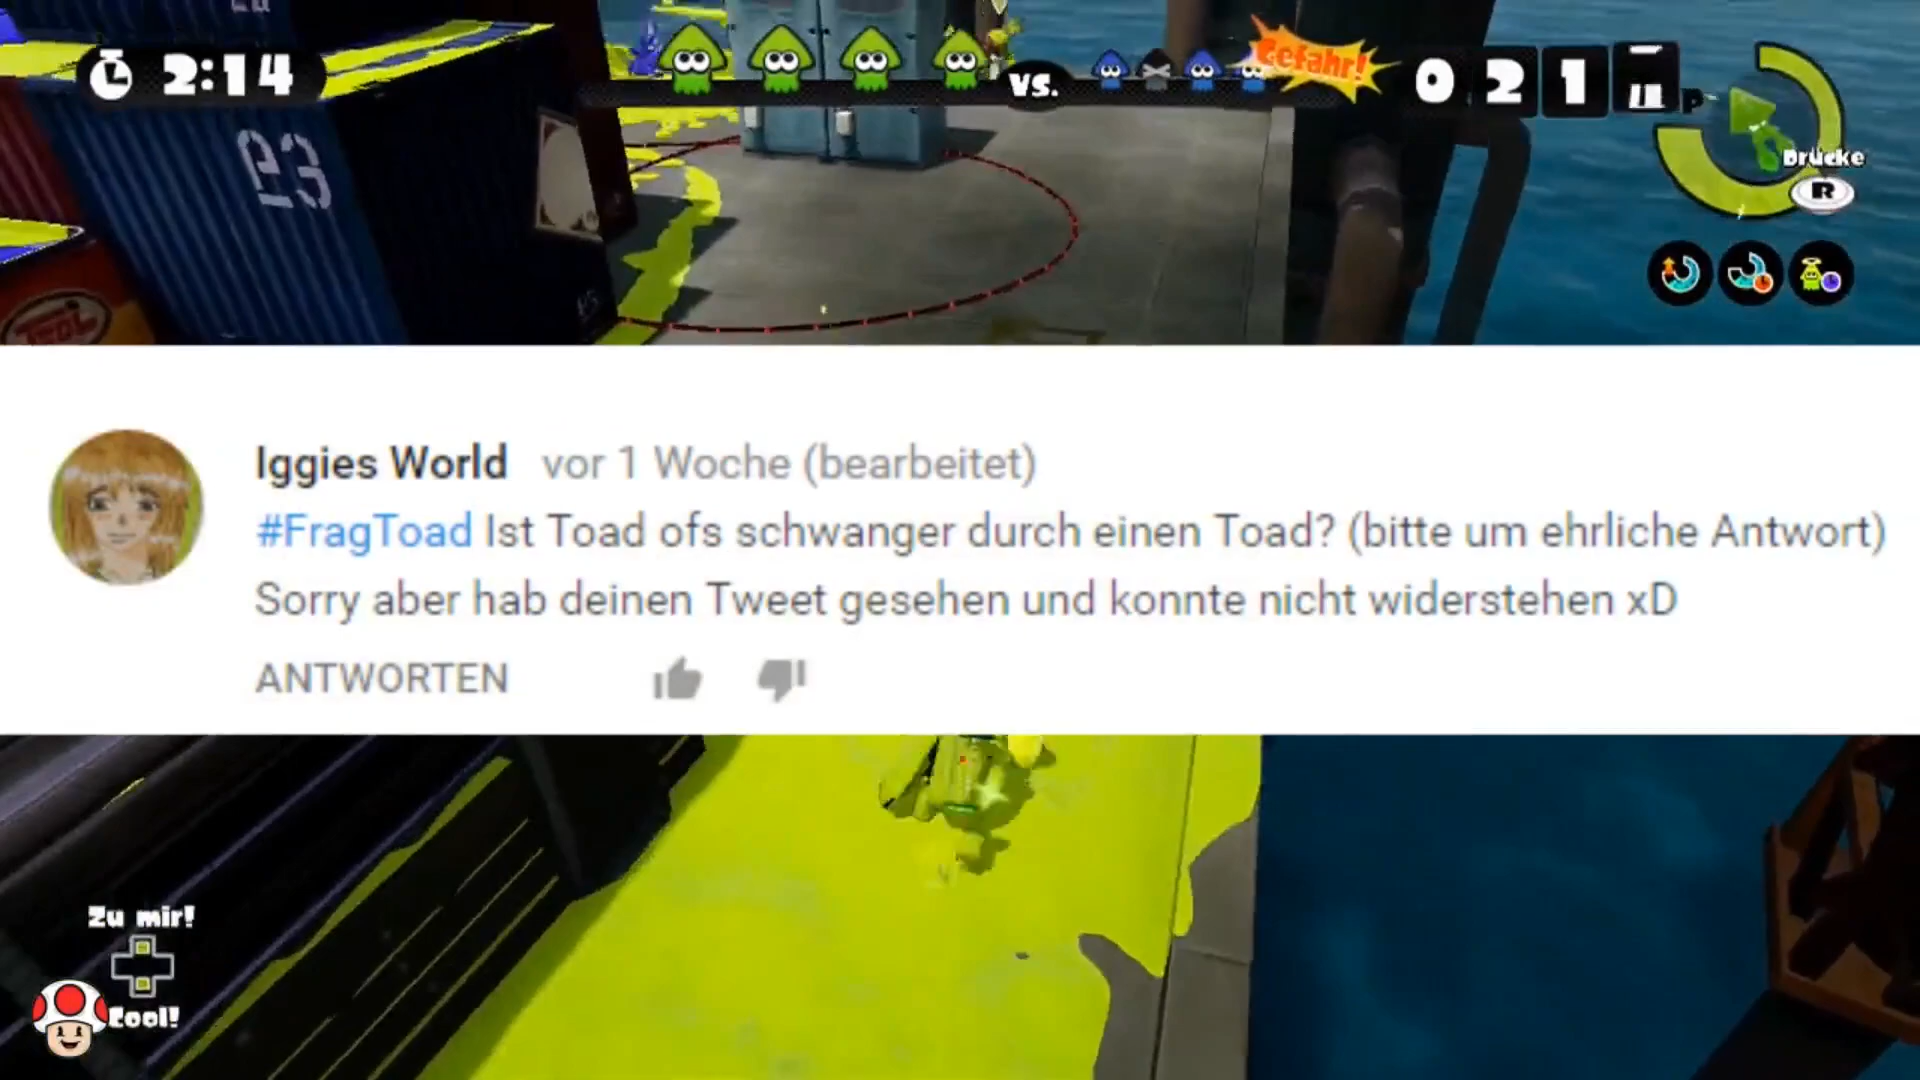 2:14
vs.
Gefahr!
0 2 1
P
Brücke
R
Iggies World vor 1 Woche (bearbeitet)
#FragToad Ist Toad ofs schwanger durch einen Toad? (bitte um ehrliche Antwort)
Sorry aber hab deinen Tweet gesehen und konnte nicht widerstehen xD
ANTWORTEN
Zu mir!
Cool!